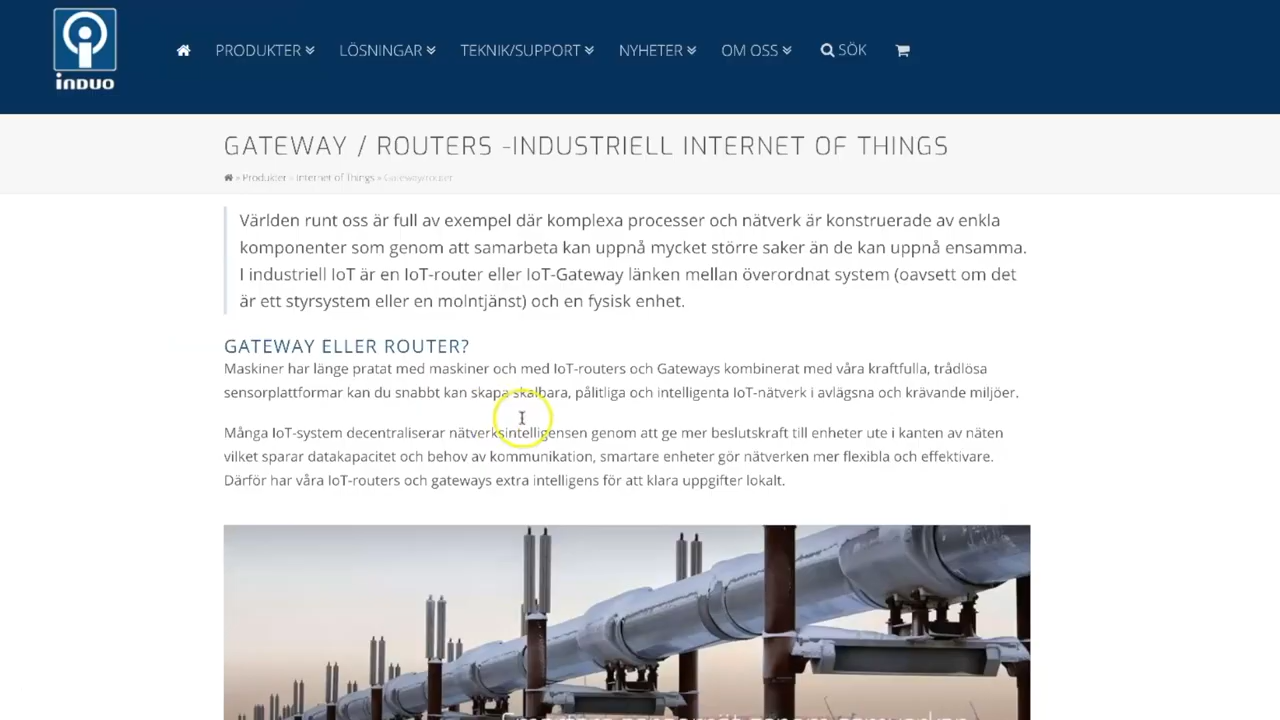 PRODUKTER LÖSNINGAR TEKNIK/SUPPORT NYHETER OM OSS SÖK
INDUO
GATEWAY / ROUTERS -INDUSTRIELL INTERNET OF THINGS
» Produkter » Internet of Things » Gateway/router
Världen runt oss är full av exempel där komplexa processer och nätverk är konstruerade av enkla
komponenter som genom att samarbeta kan uppnå mycket större saker än de kan uppnå ensamma.
I industriell IoT är en IoT-router eller IoT-Gateway länken mellan överordnat system (oavsett om det
är ett styrsystem eller en molntjänst) och en fysisk enhet.
GATEWAY ELLER ROUTER?
Maskiner har länge pratat med maskiner och med IoT-routers och Gateways kombinerat med våra kraftfulla, trådlösa
sensorplattformar kan du snabbt kan skapa skalbara, pålitliga och intelligenta IoT-nätverk i avlägsna och krävande miljöer.
Många IoT-system decentraliserar nätverksintelligensen genom att ge mer beslutskraft till enheter ute i kanten av näten
vilket sparar datakapacitet och behov av kommunikation, smartare enheter gör nätverken mer flexibla och effektivare.
Därför har våra IoT-routers och gateways extra intelligens för att klara uppgifter lokalt.